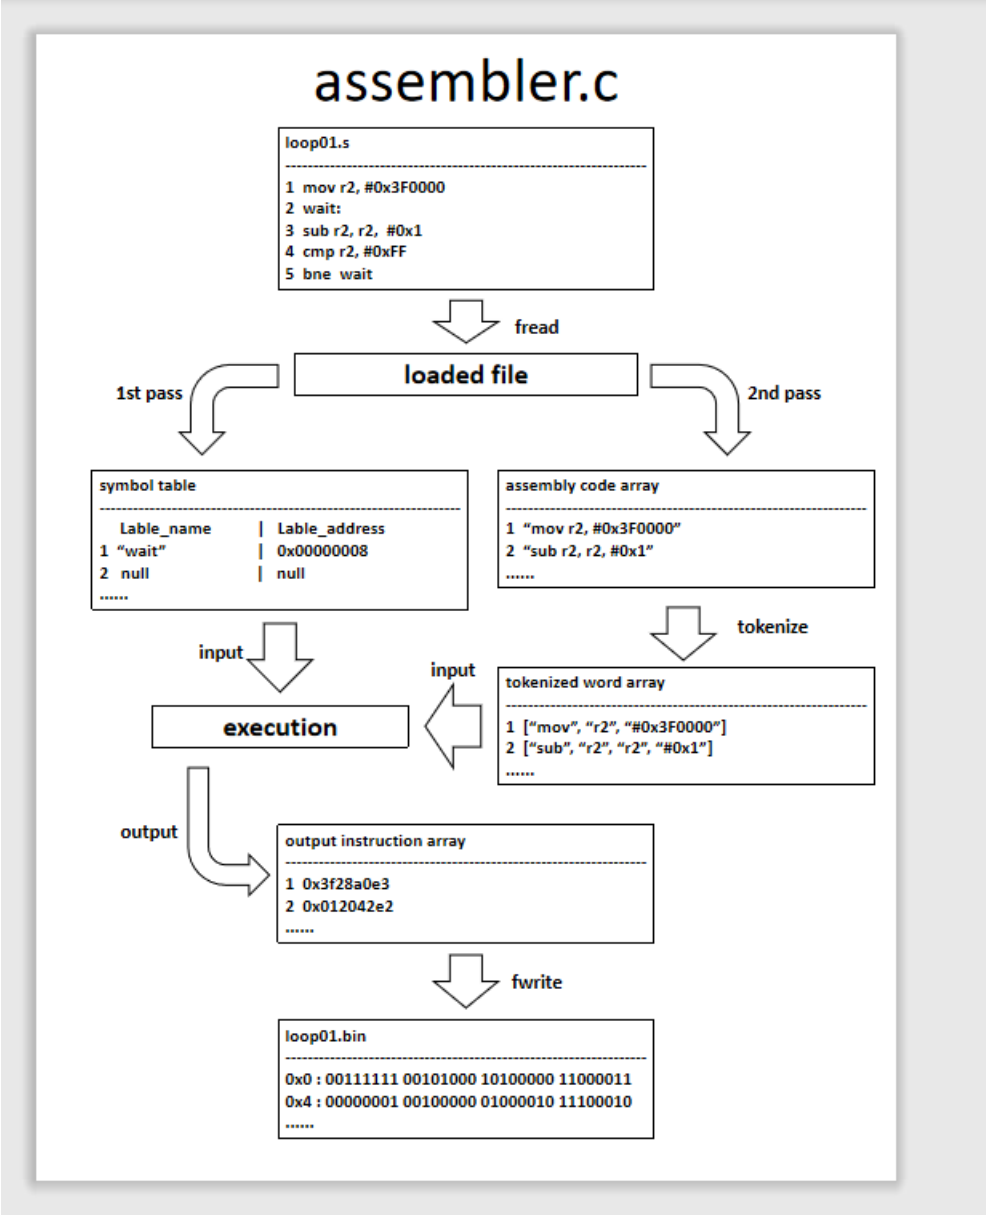 assembler.c
loop01.s
1 mov r2, #0x3F0000
2 wait:
3 sub r2, r2, #0x1
4 cmp r2, #0xFF
5 bne wait
fread
loaded file
1st pass
2nd pass
symbol table
Lable_name | Lable_address
1 “wait” | 0x00000008
2 null | null
......
assembly code array
1 “mov r2, #0x3F0000”
2 “sub r2, r2, #0x1”
......
tokenize
input
input
tokenized word array
1 [“mov”, “r2”, “#0x3F0000”]
2 [“sub”, “r2”, “r2”, “#0x1”]
......
execution
output
output instruction array
1 0x3f28a0e3
2 0x012042e2
......
fwrite
loop01.bin
0x0 : 00111111 00101000 10100000 11000011
0x4 : 00000001 00100000 01000010 11100010
......